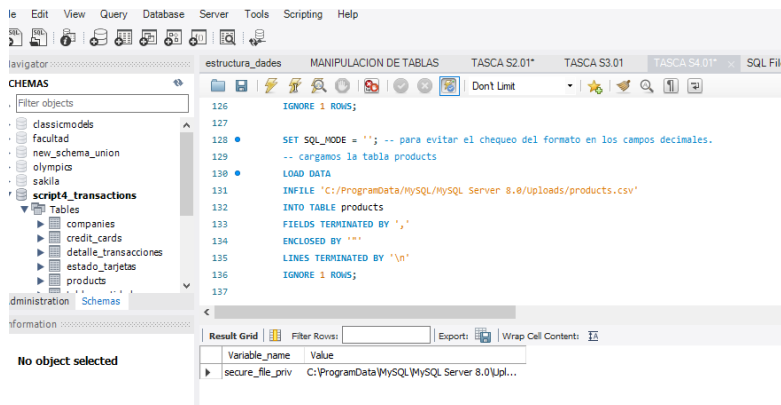 le Edit View Query Database Server Tools Scripting Help
Navigator
estructura_dades MANIPULACION DE TABLAS TASCA S2.01* TASCA S3.01 TASCA S4.01* × SQL Fil
CHEMAS
Don't Limit
Filter objects
classicmodels
facultad
new_schema_union
olympics
sakila
script4_transactions
Tables
companies
credit_cards
detalle_transacciones
estado_tarjetas
products
126 IGNORE 1 ROWS;
127
128 SET SQL_MODE = ''; -- para evitar el chequeo del formato en los campos decimales.
129 -- cargamos la tabla products
130 LOAD DATA
131 INFILE 'C:/ProgramData/MySQL/MySQL Server 8.0/Uploads/products.csv'
132 INTO TABLE products
133 FIELDS TERMINATED BY ','
134 ENCLOSED BY '"'
135 LINES TERMINATED BY '\n'
136 IGNORE 1 ROWS;
137
dministration Schemas
nformation
No object selected
Result Grid Filter Rows: Export: Wrap Cell Content:
Variable_name Value
secure_file_priv C:\ProgramData\MySQL\MySQL Server 8.0\Upl...